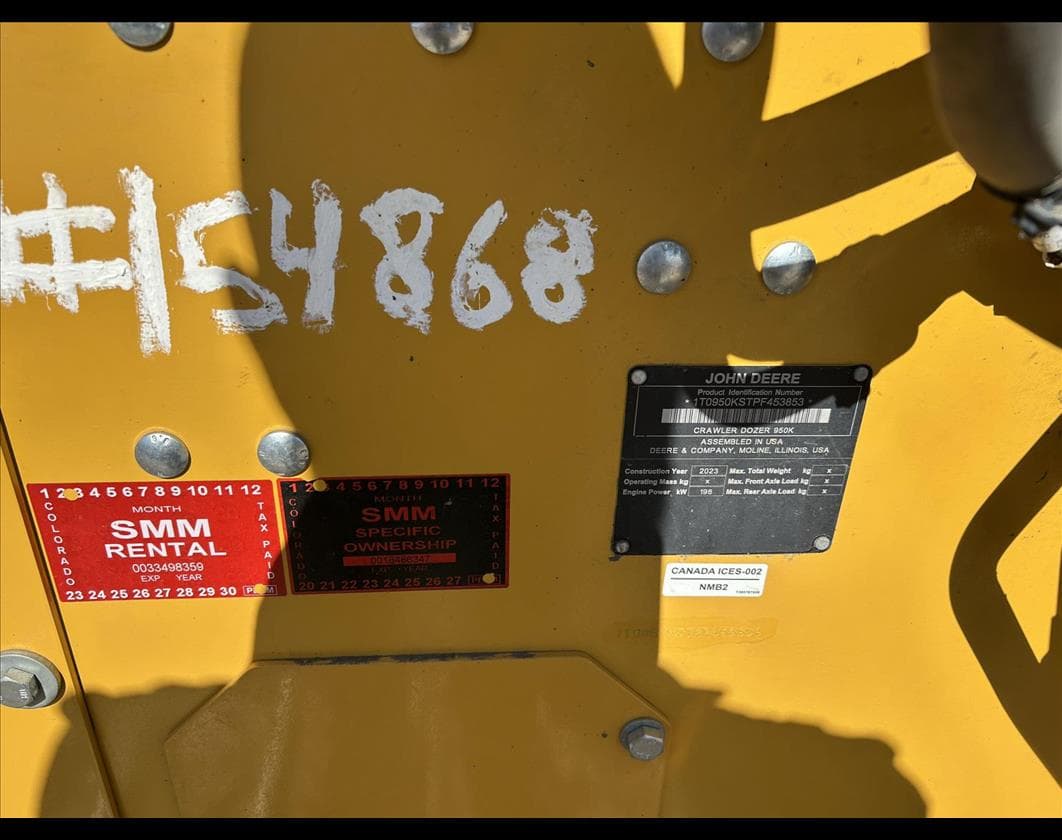 #154868
JOHN DEERE
Product Identification Number
* 1T0950KSTPF453853 *
CRAWLER DOZER 950K
ASSEMBLED IN USA
DEERE & COMPANY, MOLINE, ILLINOIS, USA
Construction Year 2023 Max. Total Weight kg x
Operating Mass kg x Max. Front Axle Load kg x
Engine Power, kW 198 Max. Rear Axle Load kg x
CANADA ICES-002
NMB2
1 2 4 5 6 7 8 9 10 11 12
MONTH
COLORADO
SMM
RENTAL
TAX PAID
0033498359
EXP. YEAR
23 24 25 26 27 28 29 30
1 2 4 5 6 7 8 9 10 11 12
MONTH
COLORADO
SMM
SPECIFIC
OWNERSHIP
TAX PAID
EXP. YEAR
20 21 22 23 24 25 26 27